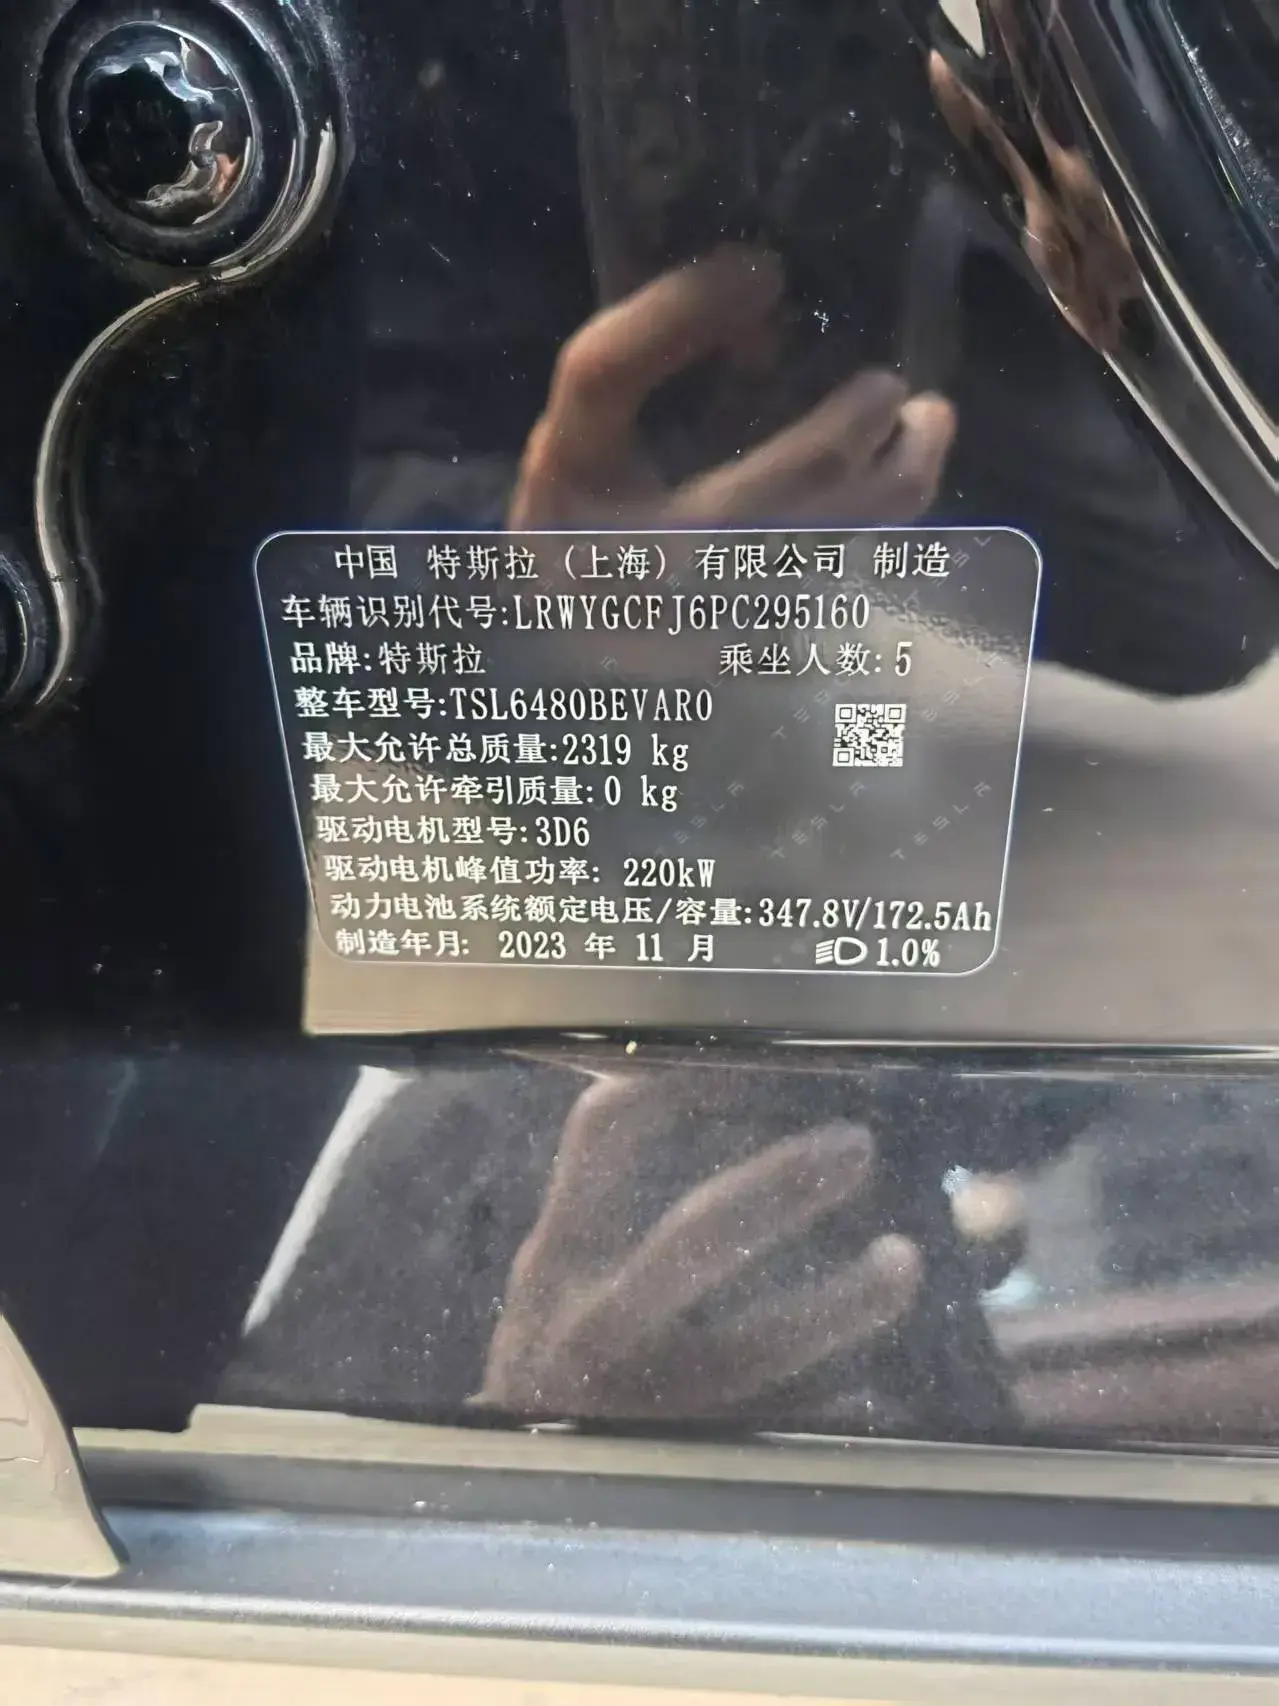 中国 特斯拉 (上海) 有限公司 制造
车辆识别代号:LRWYGCFJ6PC295160
品牌:特斯拉 乘坐人数:5
整车型号:TSL6480BEVAR0
最大允许总质量:2319 kg
最大允许牵引质量:0 kg
驱动电机型号:3D6
驱动电机峰值功率: 220kW
动力电池系统额定电压/容量:347.8V/172.5Ah
制造年月: 2023 年 11 月 1.0%
TESLA
TESLA
TESLA